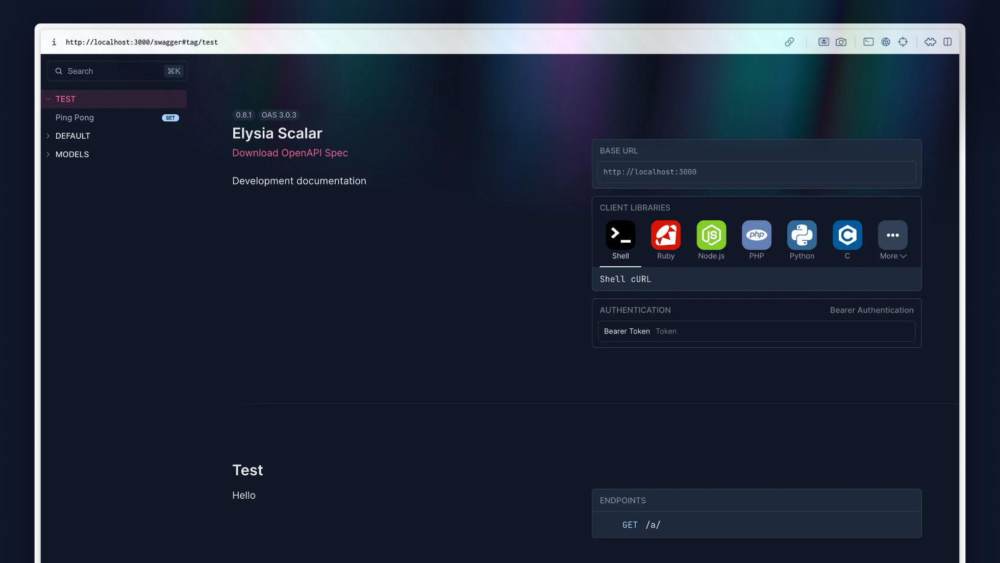 http://localhost:3000/swagger#tag/test
Search ⌘K
TEST
Ping Pong GET
DEFAULT
MODELS
0.8.1 OAS 3.0.3
Elysia Scalar
Download OpenAPI Spec
Development documentation
BASE URL
http://localhost:3000
CLIENT LIBRARIES
JS php
Shell Ruby Node.js PHP Python C More
Shell cURL
AUTHENTICATION Bearer Authentication
Bearer Token Token
Test
Hello
ENDPOINTS
GET /a/